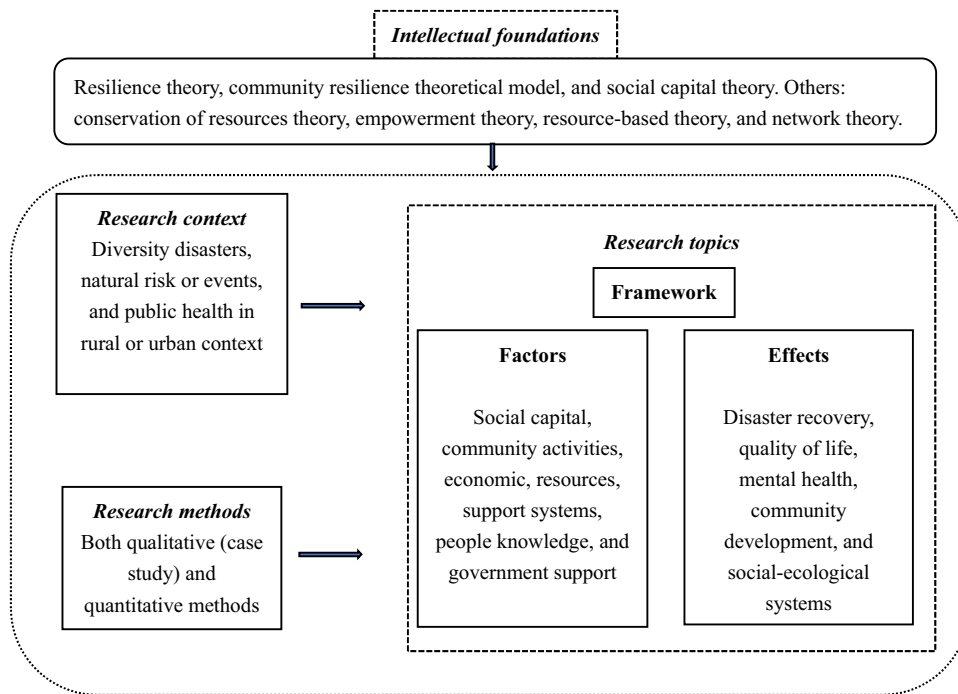 Intellectual foundations
Resilience theory, community resilience theoretical model, and social capital theory. Others:
conservation of resources theory, empowerment theory, resource-based theory, and network theory.
Research context
Diversity disasters,
natural risk or events,
and public health in
rural or urban context
Research methods
Both qualitative (case
study) and
quantitative methods
Research topics
Framework
Factors
Social capital,
community activities,
economic, resources,
support systems,
people knowledge, and
government support
Effects
Disaster recovery,
quality of life,
mental health,
community
development, and
social-ecological
systems